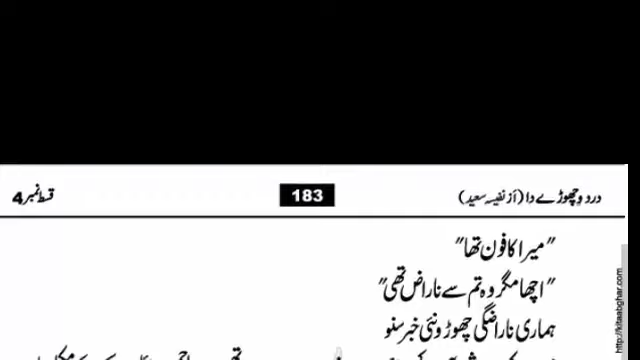 درد وچھوڑے دا (از نفیسہ سعید)
183
قسط نمبر 4
"میرا کا فون تھا"
"اچھا مگر وہ تم سے ناراض تھی"
ہماری ناراضگی چھوڑو نئی خبر سنو
http://kitaabghar.com